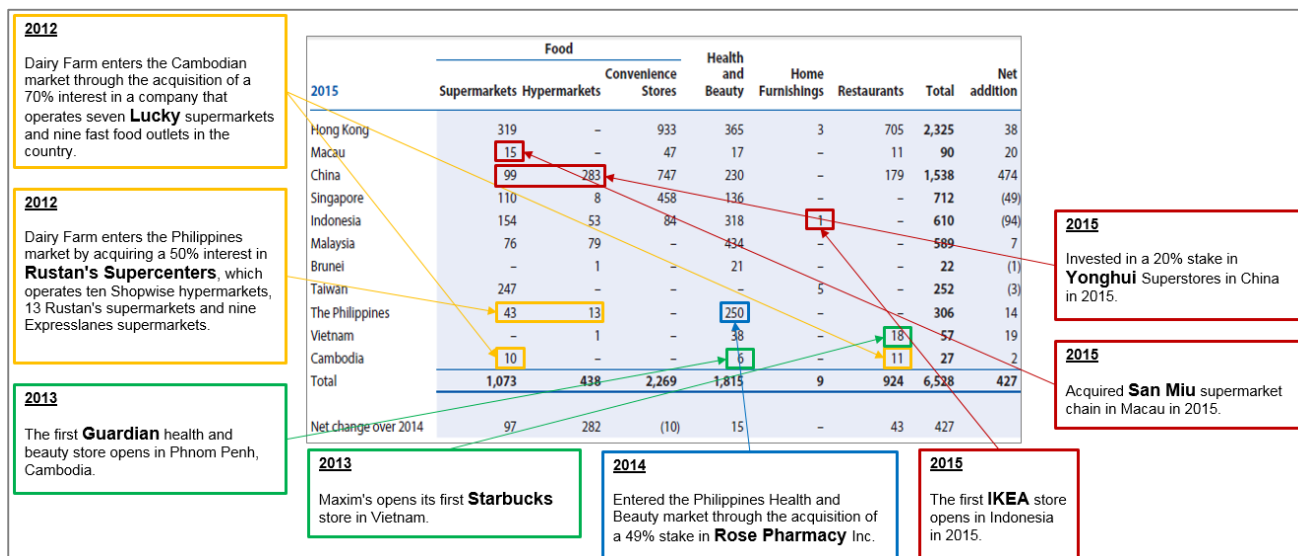 2012
Dairy Farm enters the Cambodian
market through the acquisition of a
70% interest in a company that
operates seven Lucky supermarkets
and nine fast food outlets in the
country.
2012
Dairy Farm enters the Philippines
market by acquiring a 50% interest in
Rustan's Supercenters, which
operates ten Shopwise hypermarkets,
13 Rustan's supermarkets and nine
Expresslanes supermarkets.
2013
The first Guardian health and
beauty store opens in Phnom Penh,
Cambodia.
Food
Health
and
Beauty
Convenience
Stores
Home
Furnishings
Net
addition
2015 Supermarkets Hypermarkets Restaurants Total
Hong Kong 319 – 933 365 3 705 2,325 38
Macau 15 – 47 17 – 11 90 20
China 99 283 747 230 – 179 1,538 474
Singapore 110 8 458 136 – – 712 (49)
Indonesia 154 53 84 318 1 – 610 (94)
Malaysia 76 79 – 434 – – 589 7
Brunei – 1 – 21 – – 22 (1)
Taiwan 247 – – – 5 – 252 (3)
The Philippines 43 13 – 250 – – 306 14
Vietnam – 1 – 38 – 18 57 19
Cambodia 10 – – 6 – 11 27 2
Total 1,073 438 2,269 1,815 9 924 6,528 427
Net change over 2014 97 282 (10) 15 – 43 427
2013
Maxim's opens its first Starbucks
store in Vietnam.
2014
Entered the Philippines Health and
Beauty market through the acquisition of
a 49% stake in Rose Pharmacy Inc.
2015
The first IKEA store
opens in Indonesia
in 2015.
2015
Invested in a 20% stake in
Yonghui Superstores in China
in 2015.
2015
Acquired San Miu supermarket
chain in Macau in 2015.